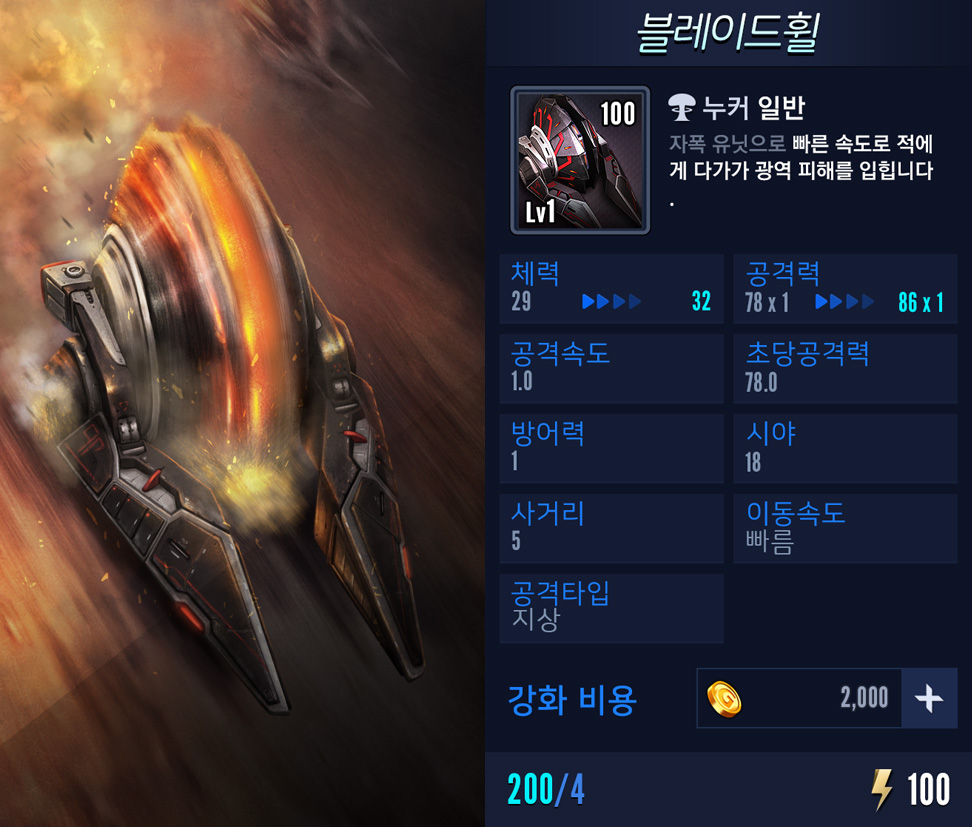 블레이드휠
100
Lv1
누커 일반
자폭 유닛으로 빠른 속도로 적에
게 다가가 광역 피해를 입힙니다
.
체력
29 32
공격력
78 x 1 86 x 1
공격속도
1.0
초당공격력
78.0
방어력
1
시야
18
사거리
5
이동속도
빠름
공격타입
지상
강화 비용
2,000
200/4
100